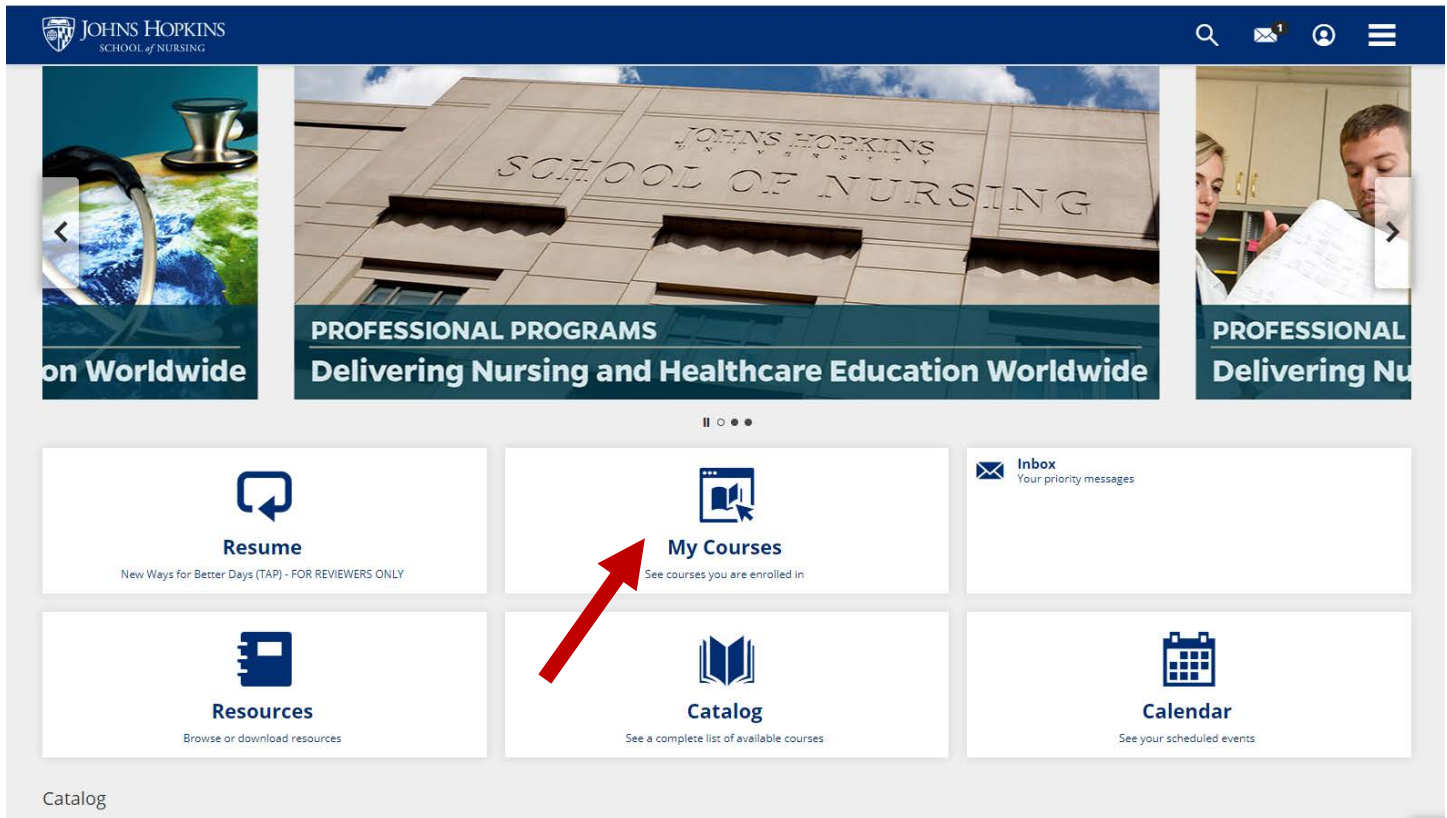 JOHNS HOPKINS
SCHOOL of NURSING
1
JOHNS HOPKINS
UNIVERSITY
SCHOOL OF NURSING
on Worldwide
PROFESSIONAL PROGRAMS
Delivering Nursing and Healthcare Education Worldwide
PROFESSIONAL
Delivering Nu
Resume
New Ways for Better Days (TAP) - FOR REVIEWERS ONLY
My Courses
See courses you are enrolled in
Inbox
Your priority messages
Resources
Browse or download resources
Catalog
See a complete list of available courses
Calendar
See your scheduled events
Catalog